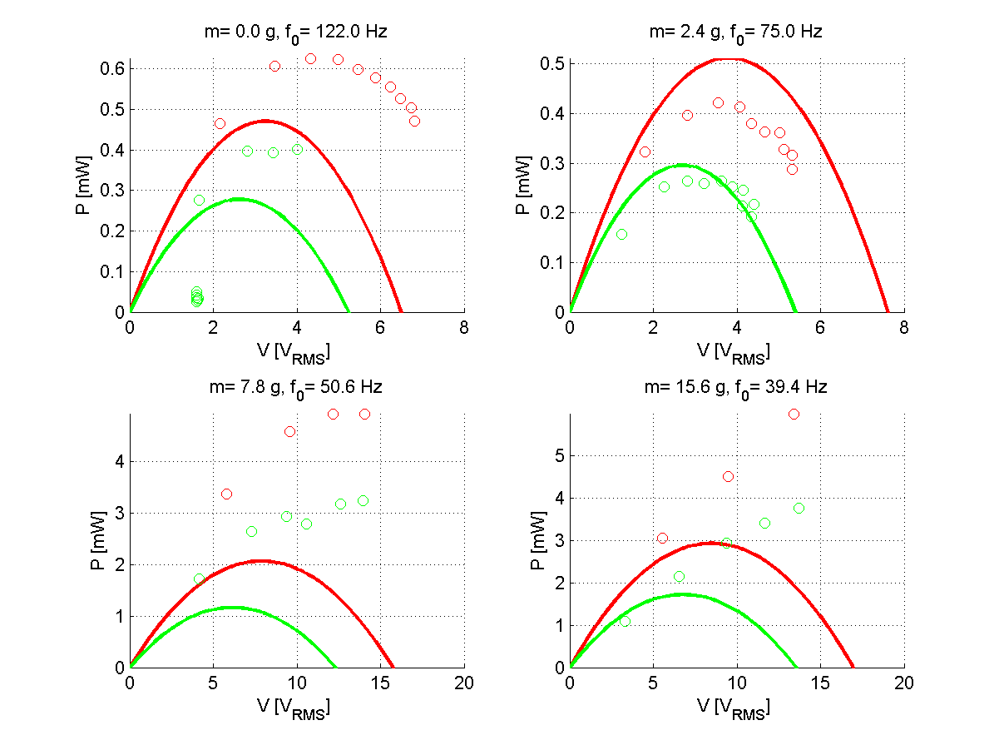 m= 0.0 g, f0= 122.0 Hz
0.6
0.5
0.4
0.3
0.2
0.1
0
P [mW]
0 2 4 6 8
V [VRMS]
m= 2.4 g, f0= 75.0 Hz
0.5
0.4
0.3
0.2
0.1
0
P [mW]
0 2 4 6 8
V [VRMS]
m= 7.8 g, f0= 50.6 Hz
4
3
2
1
0
P [mW]
0 5 10 15 20
V [VRMS]
m= 15.6 g, f0= 39.4 Hz
5
4
3
2
1
0
P [mW]
0 5 10 15 20
V [VRMS]